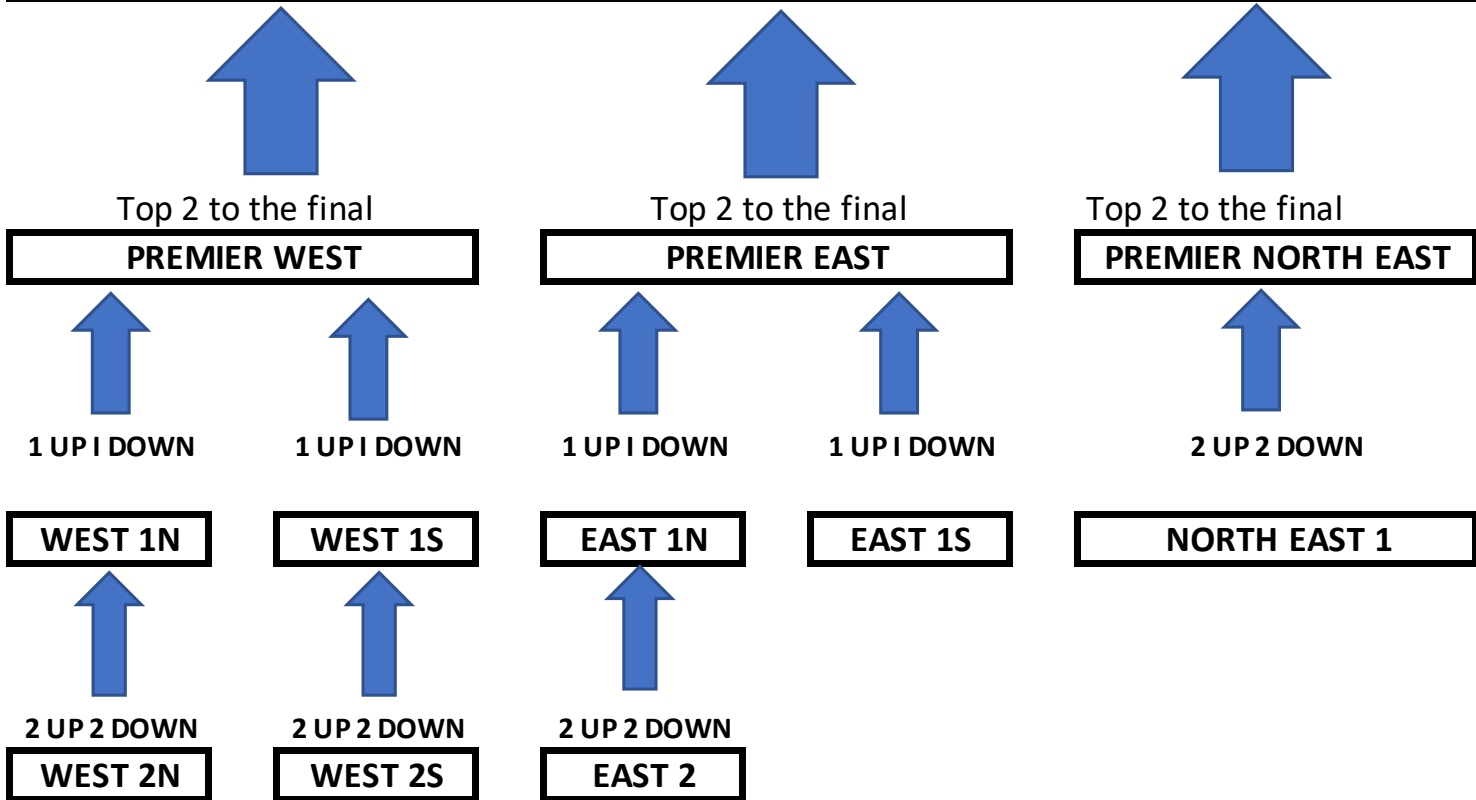 Top 2 to the final
Top 2 to the final
Top 2 to the final
PREMIER WEST
PREMIER EAST
PREMIER NORTH EAST
1 UP I DOWN
1 UP I DOWN
1 UP I DOWN
1 UP I DOWN
2 UP 2 DOWN
WEST 1N
WEST 1S
EAST 1N
EAST 1S
NORTH EAST 1
2 UP 2 DOWN
2 UP 2 DOWN
2 UP 2 DOWN
WEST 2N
WEST 2S
EAST 2